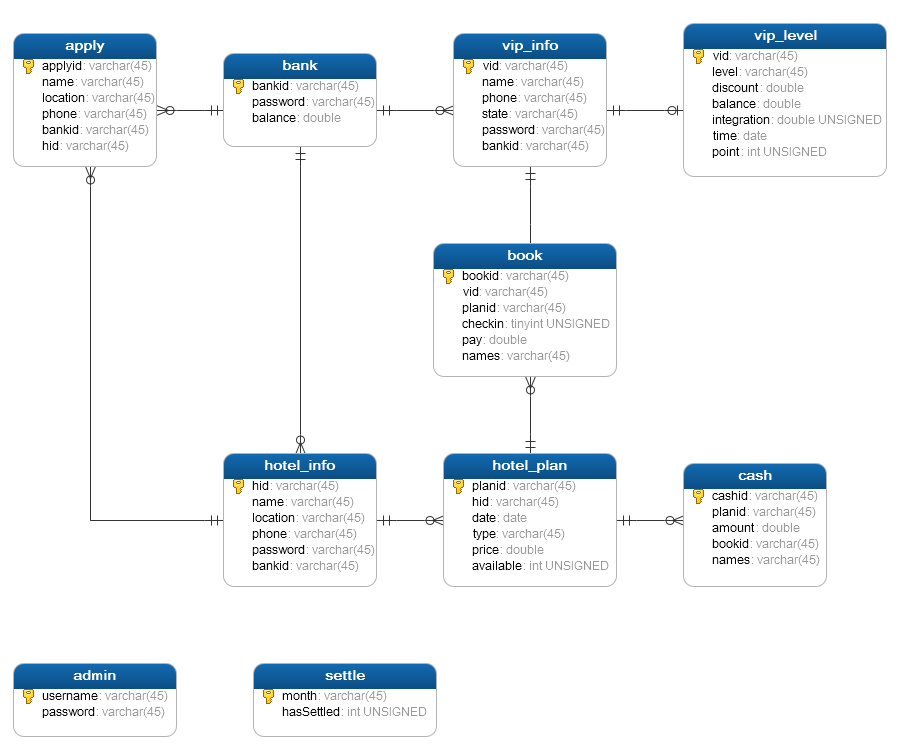 apply
applyid: varchar(45)
name: varchar(45)
location: varchar(45)
phone: varchar(45)
bankid: varchar(45)
hid: varchar(45)
bank
bankid: varchar(45)
password: varchar(45)
balance: double
vip_info
vid: varchar(45)
name: varchar(45)
phone: varchar(45)
state: varchar(45)
password: varchar(45)
bankid: varchar(45)
vip_level
vid: varchar(45)
level: varchar(45)
discount: double
balance: double
integration: double UNSIGNED
time: date
point: int UNSIGNED
book
bookid: varchar(45)
vid: varchar(45)
planid: varchar(45)
checkin: tinyint UNSIGNED
pay: double
names: varchar(45)
hotel_info
hid: varchar(45)
name: varchar(45)
location: varchar(45)
phone: varchar(45)
password: varchar(45)
bankid: varchar(45)
hotel_plan
planid: varchar(45)
hid: varchar(45)
date: date
type: varchar(45)
price: double
available: int UNSIGNED
cash
cashid: varchar(45)
planid: varchar(45)
amount: double
bookid: varchar(45)
names: varchar(45)
admin
username: varchar(45)
password: varchar(45)
settle
month: varchar(45)
hasSettled: int UNSIGNED